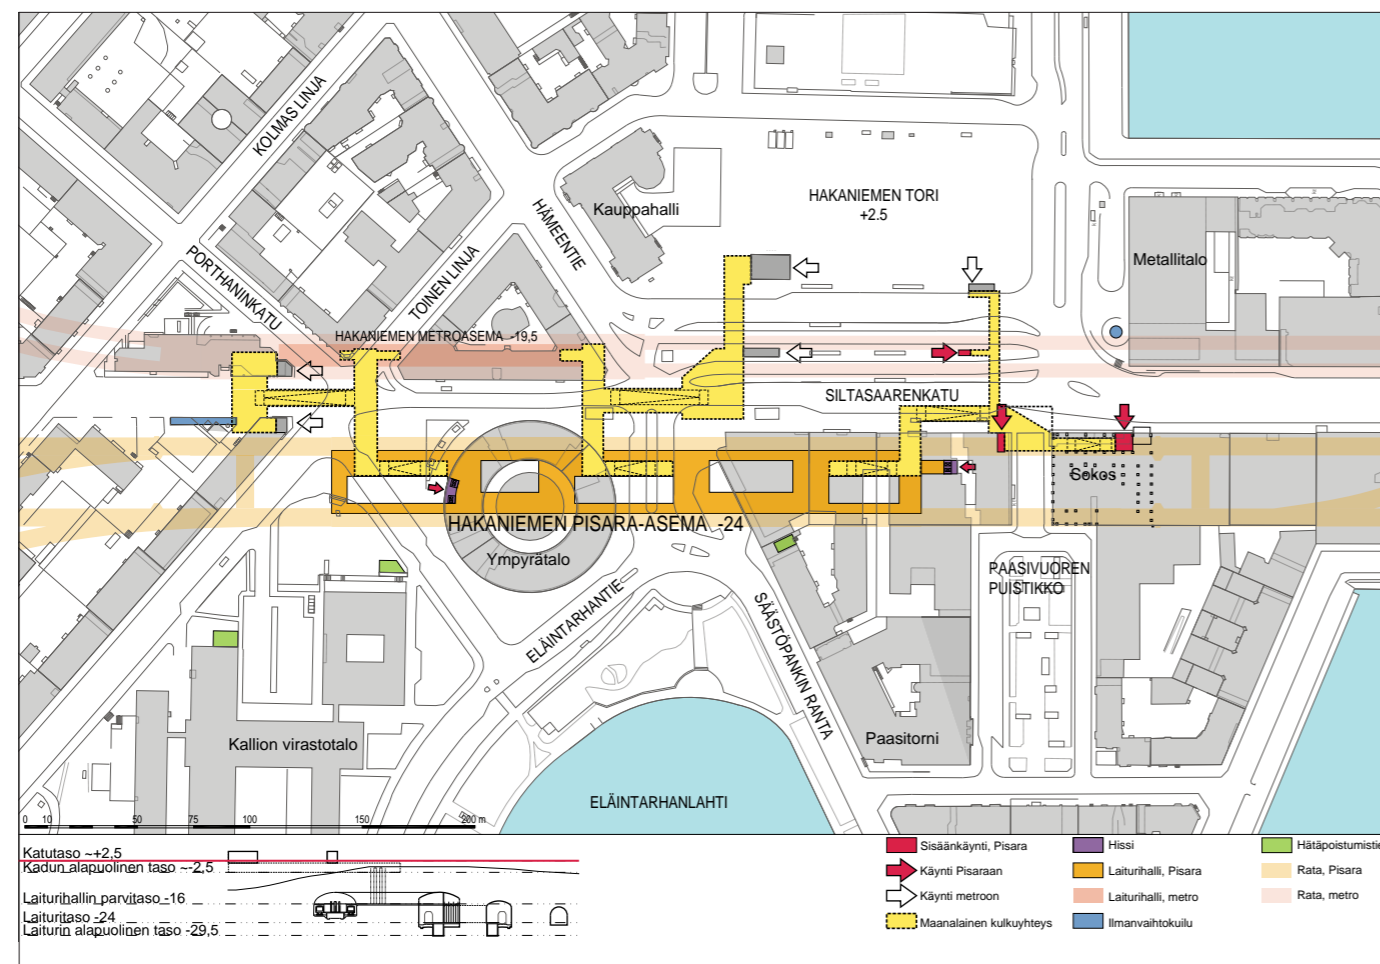 KOLMAS LINJA
Kauppahalli
HAKANIEMEN TORI
+2.5
HÄMEENTIE
PORTHANINKATU
TOINEN LINJA
Metallitalo
HAKANIEMEN METROASEMA -19,5
SILTASAARENKATU
Sokos
HAKANIEMEN PISARA-ASEMA -24
Ympyrätalo
PAASIVUOREN
PUISTIKKO
ELÄINTARHANTIE
SÄÄSTÖPANKIN RANTA
Kallion virastotalo
Paasitorni
ELÄINTARHANLAHTI
0 10 50 75 100 150 200 m
Katutaso ~+2,5
Kadun alapuolinen taso ~-2,5
Laiturihallin parvitaso -16
Laituritaso -24
Laiturin alapuolinen taso -29,5
Sisäänkäynti, Pisara
Käynti Pisaraan
Käynti metroon
Maanalainen kulkuyhteys
Hissi
Laiturihalli, Pisara
Laiturihalli, metro
Ilmanvaihtokuilu
Hätäpoistumistie
Rata, Pisara
Rata, metro